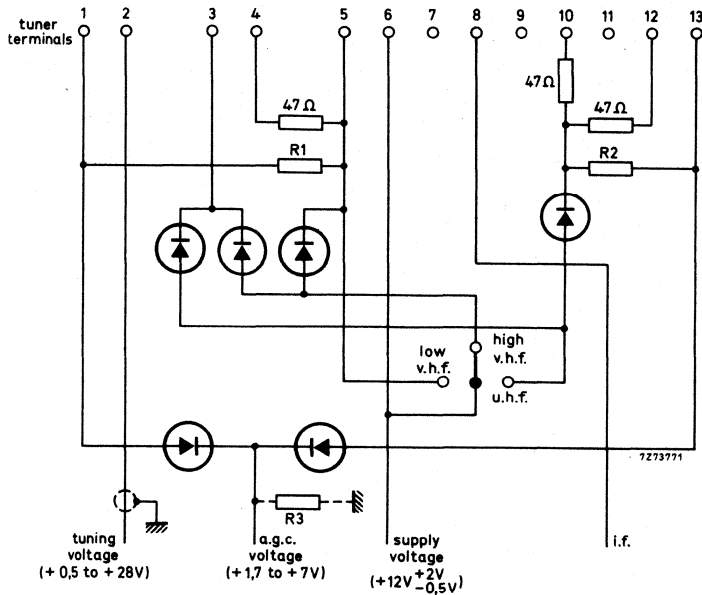 tuner
terminals
1 2 3 4 5 6 7 8 9 10 11 12 13
47Ω
47Ω
47Ω
R1
R2
low
v.h.f.
high
v.h.f.
u.h.f.
7Z73771
R3
tuning
voltage
(+0,5 to +28V)
a.g.c.
voltage
(+1,7 to +7V)
supply
voltage
(+12V +2V -0,5V)
i.f.